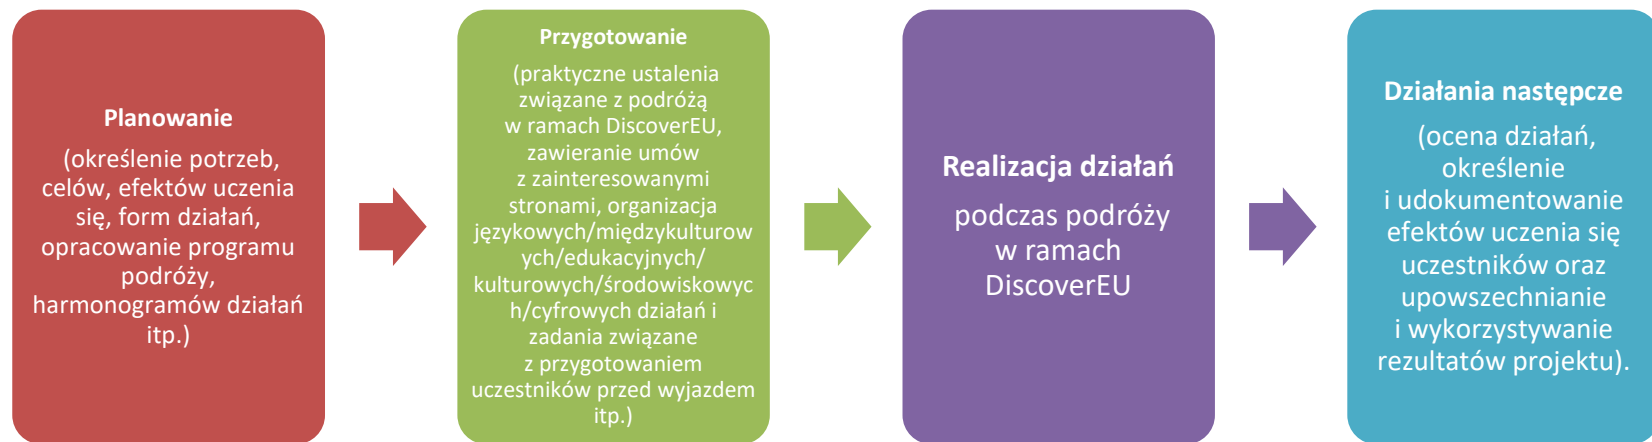 Planowanie
(określenie potrzeb,
celów, efektów uczenia
się, form działań,
opracowanie programu
podróży,
harmonogramów działań
itp.)
Przygotowanie
(praktyczne ustalenia
związane z podróżą
w ramach DiscoverEU,
zawieranie umów
z zainteresowanymi
stronami, organizacja
językowych/międzykulturow
ych/edukacyjnych/
kulturowych/środowiskowyc
h/cyfrowych działań i
zadania związane
z przygotowaniem
uczestników przed wyjazdem
itp.)
Realizacja działań
podczas podróży
w ramach
DiscoverEU
Działania następcze
(ocena działań,
określenie
i udokumentowanie
efektów uczenia się
uczestników oraz
upowszechnianie
i wykorzystywanie
rezultatów projektu).